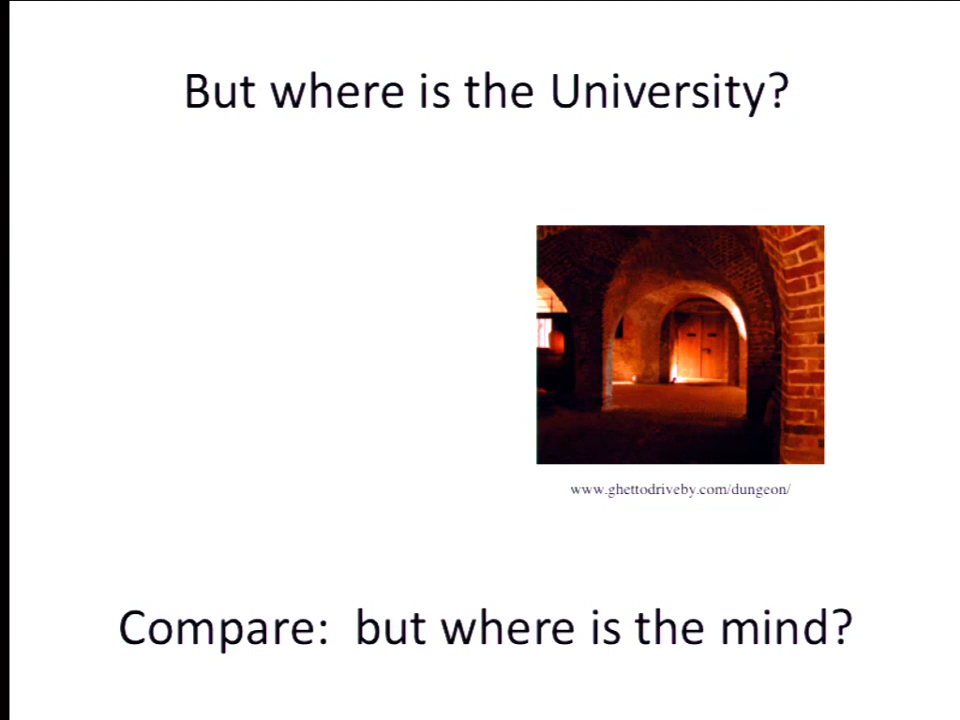 But where is the University?
www.ghettodriveby.com/dungeon/
Compare:  but where is the mind?